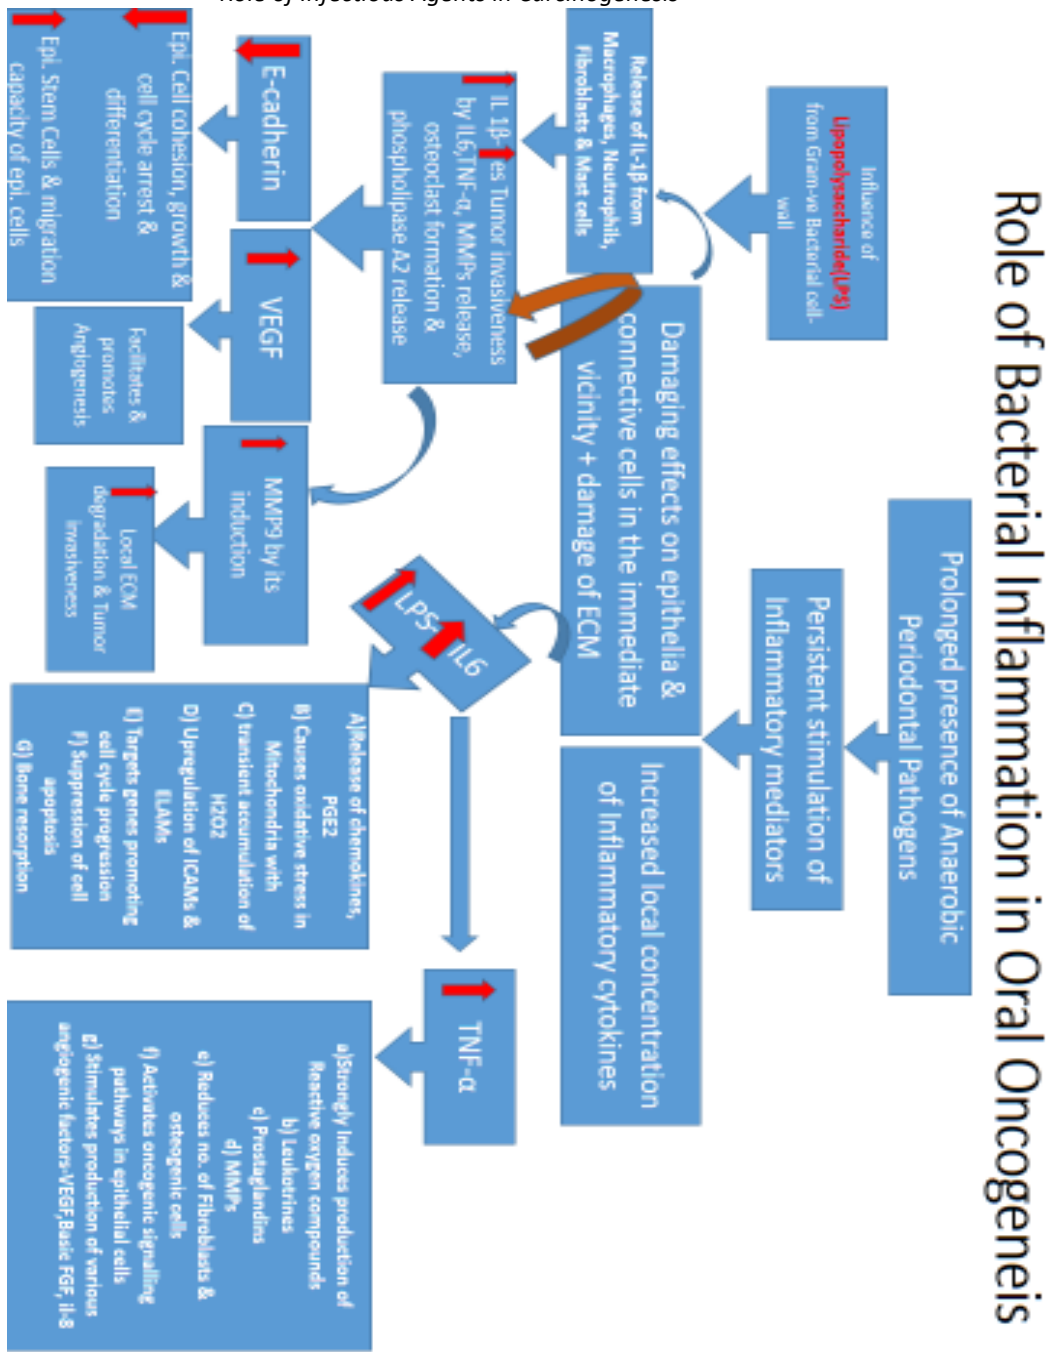 Role of Infectious Agents in Carcinogenesis
Role of Bacterial Inflammation in Oral Oncogeneis
Prolonged presence of Anaerobic
Periodontal Pathogens
Persistent stimulation of
Inflammatory mediators
Influence of
Lipopolysaccharide(LPS)
from Gram-ve Bacterial cell-
wall
Damaging effects on epithelia &
connective cells in the immediate
vicinity + damage of ECM
Increased local concentration
of Inflammatory cytokines
Release of IL-1β from
Macrophages, Neutrophils,
Fibroblasts & Mast cells
IL 1β- es Tumor invasiveness
by IL6,TNF-α, MMPs release,
osteoclast formation &
phospholipase A2 release
LPS- IL6
TNF-α
E-cadherin
VEGF
MMP9 by its
induction
Epi. Cell cohesion, growth &
cell cycle arrest &
differentiation
Epi. Stem Cells & migration
capacity of epi. cells
Facilitates &
promotes
Angiogenesis
Local ECM
degradation & Tumor
invasiveness
A)Release of chemokines,
PGE2
B) Causes oxidative stress in
Mitochondria with
C) transient accumulation of
H2O2
D) Upregulation of ICAMs &
ELAMs
E) Targets genes promoting
cell cycle progression
F) Suppression of cell
apoptosis
G) Bone resorption
a)Strongly Induces production of
Reactive oxygen compounds
b) Leukotrines
c) Prostaglandins
d) MMPs
e) Reduces no. of Fibroblasts &
osteogenic cells
f) Activates oncogenic signalling
pathways in epithelial cells
g) Stimulates production of various
angiogenic factors-VEGF,Basic FGF, il-8